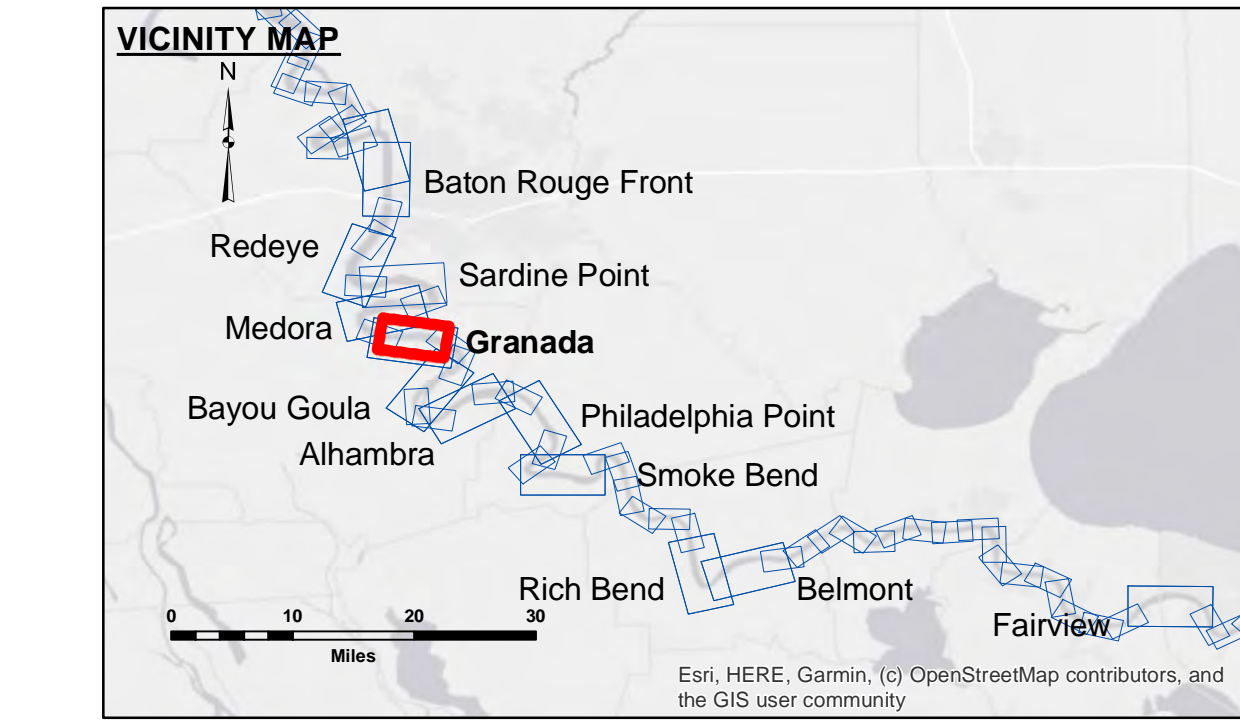 VICINITY MAP
N
Baton Rouge Front
Redeye
Sardine Point
Medora
Granada
Bayou Goula
Philadelphia Point
Alhambra
Smoke Bend
Rich Bend
Belmont
Fairview
0 10 20 30
Miles
Esri, HERE, Garmin, (c) OpenStreetMap contributors, and
the GIS user community